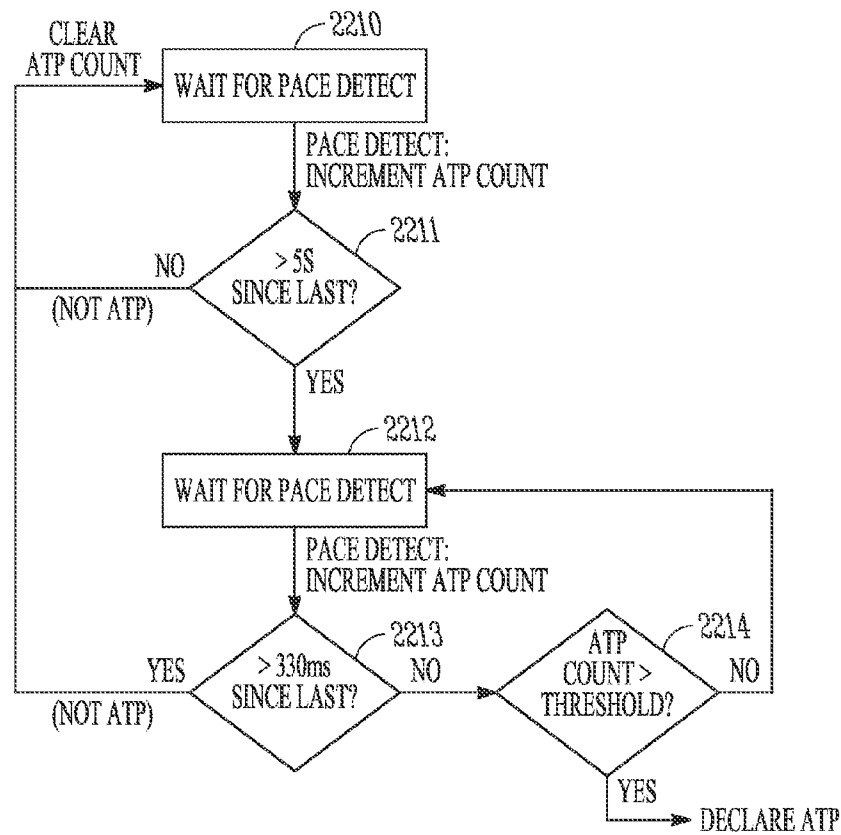 2210
CLEAR
ATP COUNT
WAIT FOR PACE DETECT
PACE DETECT:
INCREMENT ATP COUNT
2211
> 5S
SINCE LAST?
NO
(NOT ATP)
YES
2212
WAIT FOR PACE DETECT
PACE DETECT:
INCREMENT ATP COUNT
2213
> 330ms
SINCE LAST?
YES
(NOT ATP)
NO
2214
ATP
COUNT >
THRESHOLD?
NO
YES
DECLARE ATP